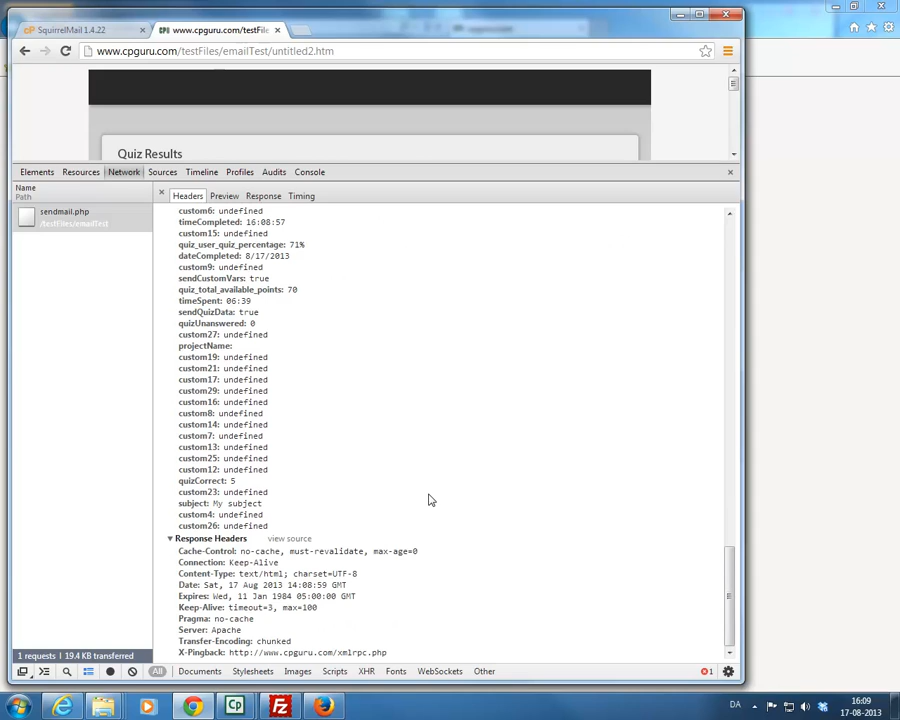 SquirrelMail 1.4.22
www.cpguru.com/testFile
www.cpguru.com/testFiles/emailTest/untitled2.htm
Quiz Results
Elements Resources Network Sources Timeline Profiles Audits Console
Name
Path
Headers Preview Response Timing
sendmail.php
/testFiles/emailTest
custom6: undefined
timeCompleted: 16:08:57
custom15: undefined
quiz_user_quiz_percentage: 71%
dateCompleted: 8/17/2013
custom9: undefined
sendCustomVars: true
quiz_total_available_points: 70
timeSpent: 06:39
sendQuizData: true
quizUnanswered: 0
custom27: undefined
projectName:
custom19: undefined
custom21: undefined
custom17: undefined
custom29: undefined
custom16: undefined
custom8: undefined
custom14: undefined
custom7: undefined
custom13: undefined
custom25: undefined
custom12: undefined
quizCorrect: 5
custom23: undefined
subject: My subject
custom4: undefined
custom26: undefined
Response Headers view source
Cache-Control: no-cache, must-revalidate, max-age=0
Connection: Keep-Alive
Content-Type: text/html; charset=UTF-8
Date: Sat, 17 Aug 2013 14:08:59 GMT
Expires: Wed, 11 Jan 1984 05:00:00 GMT
Keep-Alive: timeout=3, max=100
Pragma: no-cache
Server: Apache
Transfer-Encoding: chunked
X-Pingback: http://www.cpguru.com/xmlrpc.php
1 requests | 19.4 KB transferred
All Documents Stylesheets Images Scripts XHR Fonts WebSockets Other 1
DA 16:09
17-08-2013